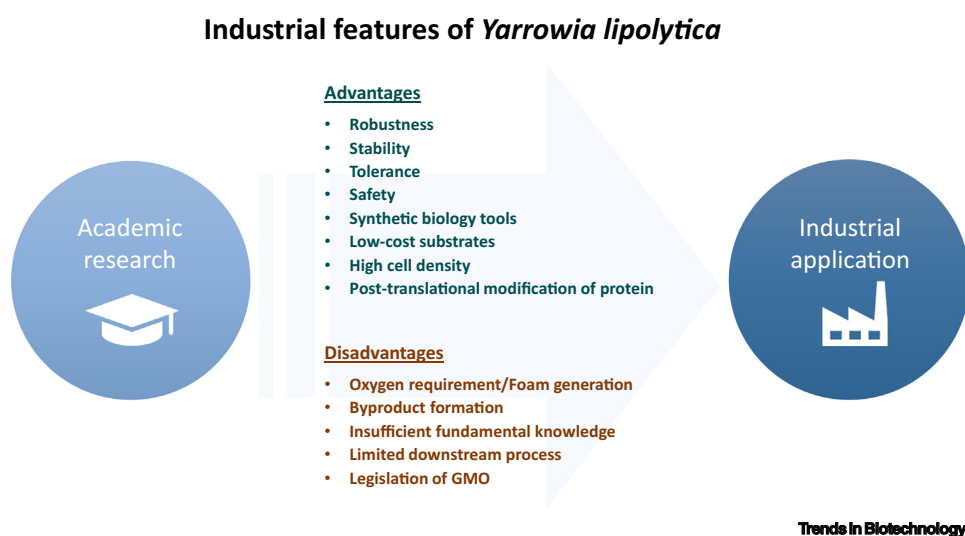 Industrial features of Yarrowia lipolytica
Academic
research
Advantages
• Robustness
• Stability
• Tolerance
• Safety
• Synthetic biology tools
• Low-cost substrates
• High cell density
• Post-translational modification of protein
Disadvantages
• Oxygen requirement/Foam generation
• Byproduct formation
• Insufficient fundamental knowledge
• Limited downstream process
• Legislation of GMO
Industrial
application
Trends in Biotechnology